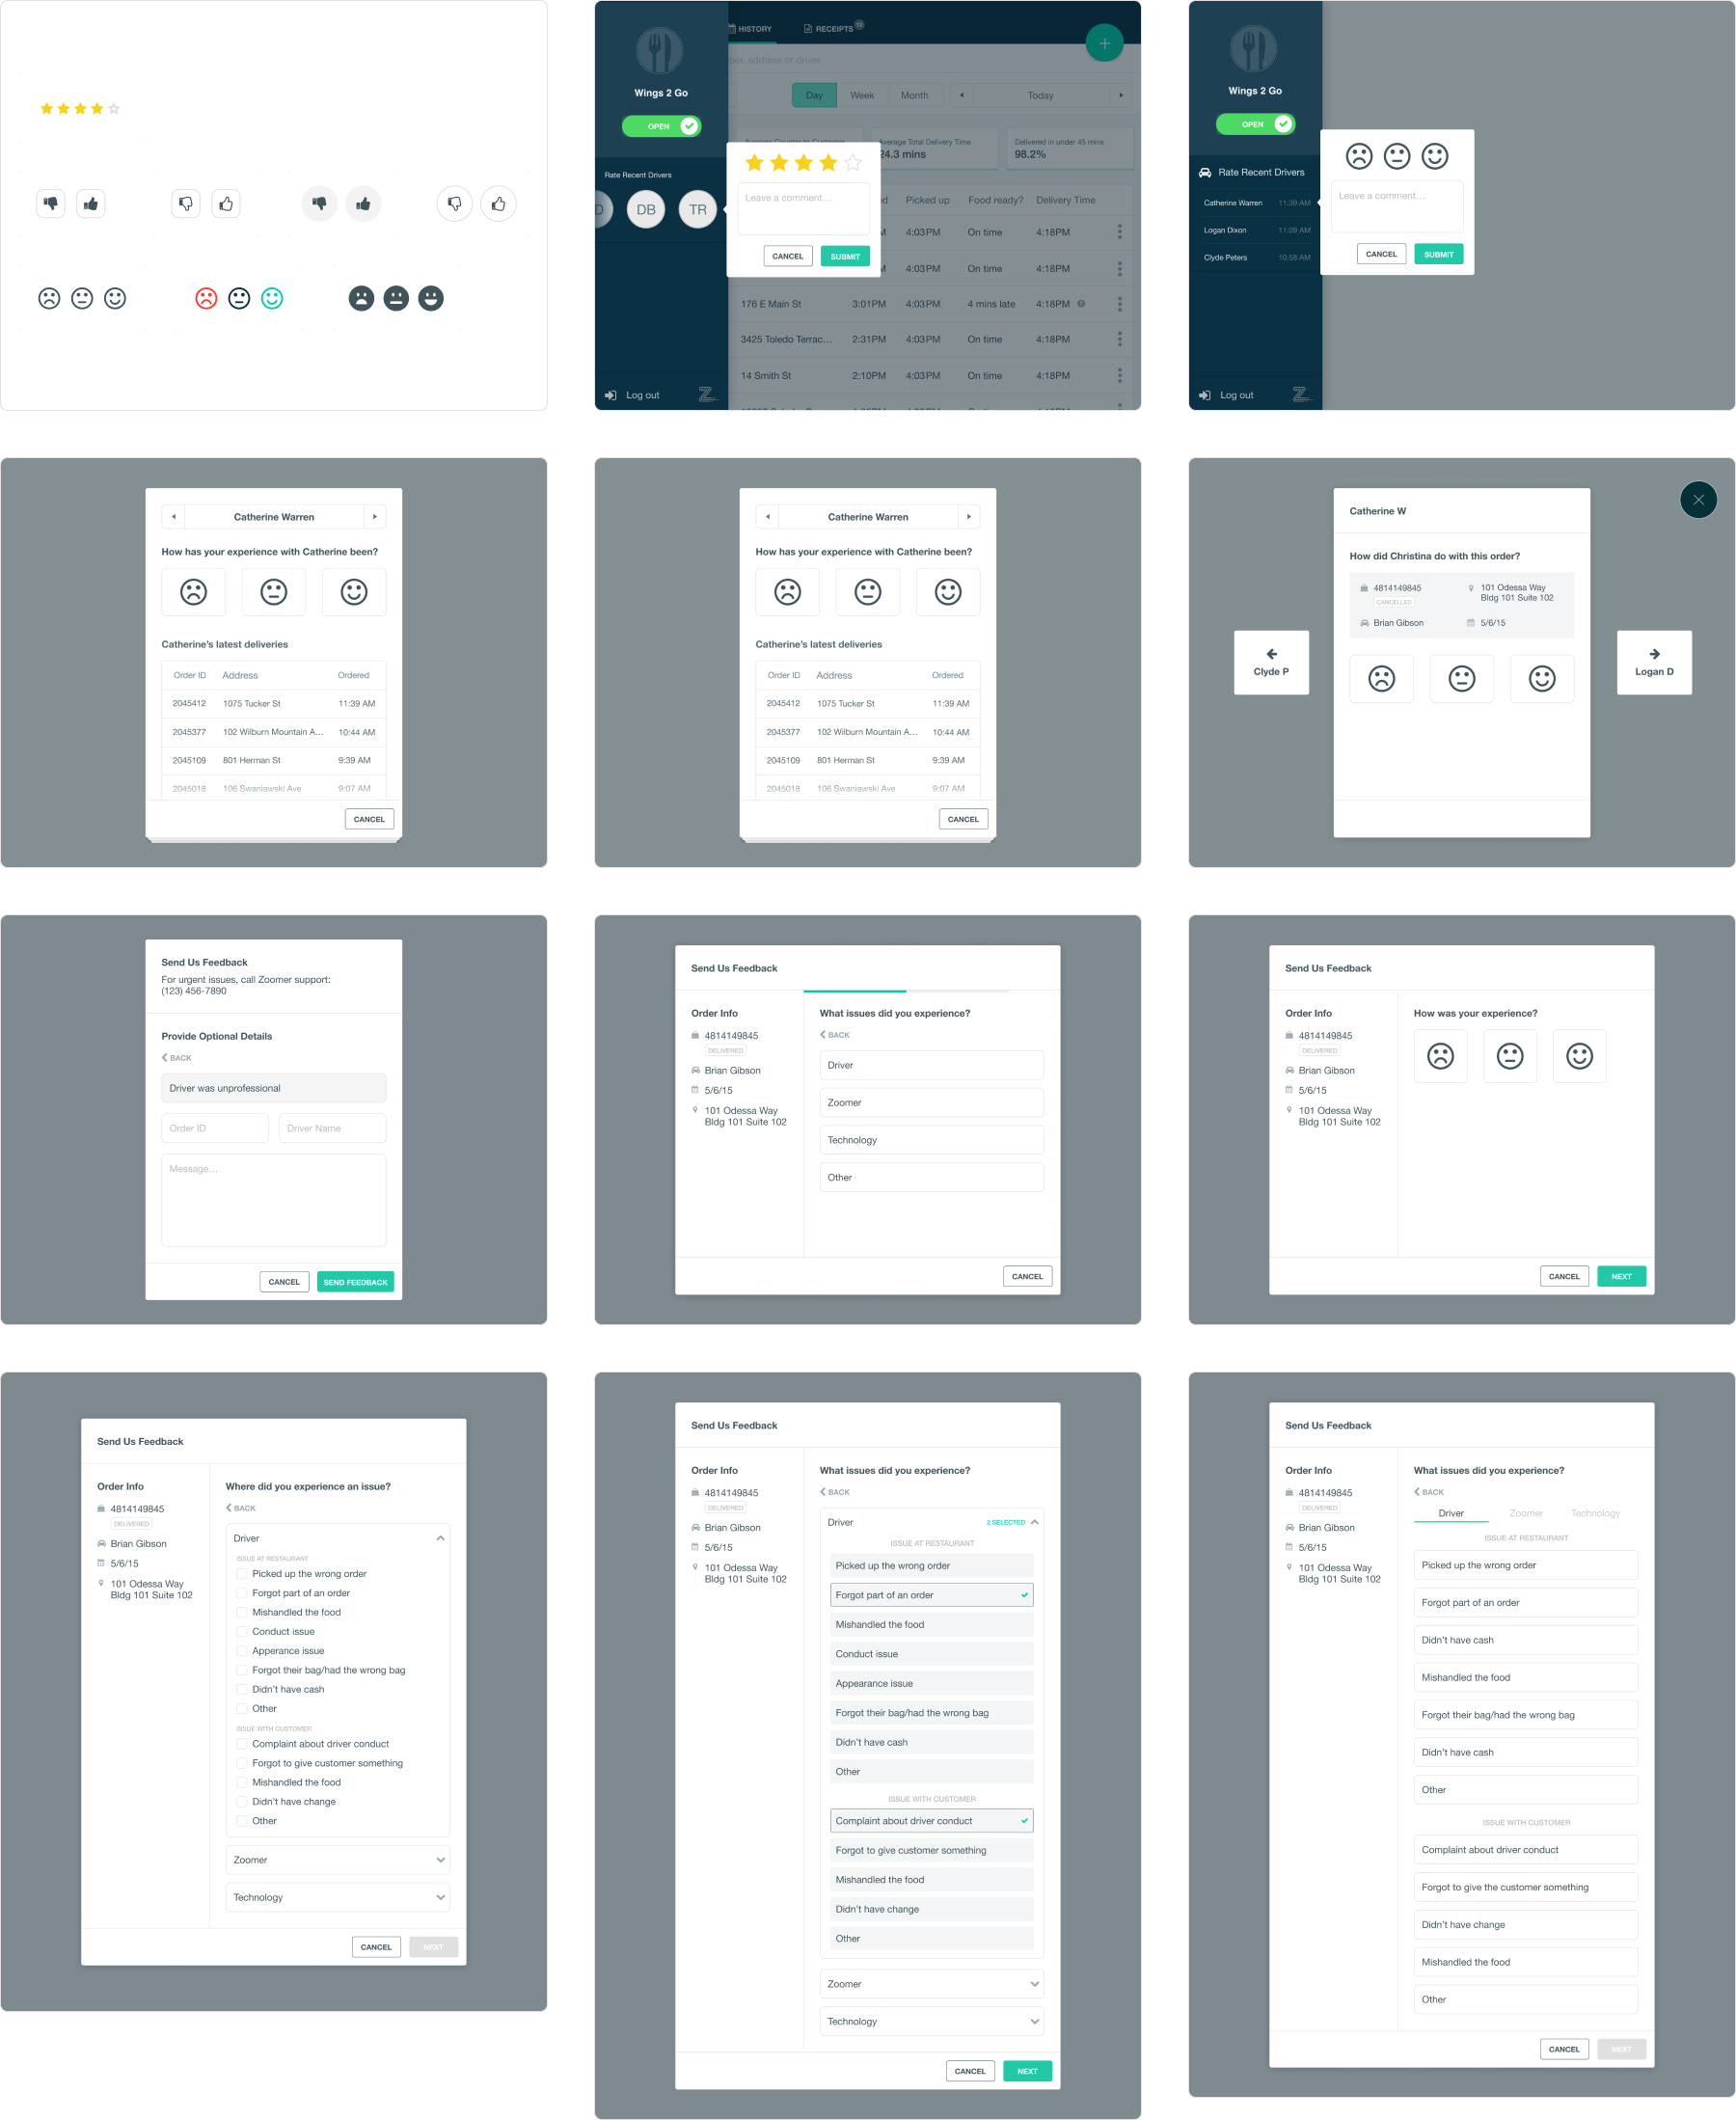 HISTORY
RECEIPTS
13
ber, address or driver
Wings 2 Go
OPEN
Day
Week
Month
Today
Average Counter to Customer
Average Total Delivery Time
24.3 mins
Delivered in under 45 mins
98.2%
Rate Recent Drivers
DB
TR
Leave a comment...
CANCEL
SUBMIT
Picked up
Food ready?
Delivery Time
4:03PM
On time
4:18PM
4:03PM
On time
4:18PM
176 E Main St
3:01PM
4:03PM
4 mins late
4:18PM
3425 Toledo Terrac...
2:31PM
4:03PM
On time
4:18PM
14 Smith St
2:10PM
4:03PM
On time
4:18PM
Log out
Wings 2 Go
OPEN
Rate Recent Drivers
Catherine Warren
11:39 AM
Logan Dixon
11:09 AM
Clyde Peters
10:58 AM
Leave a comment...
CANCEL
SUBMIT
Log out
Catherine Warren
How has your experience with Catherine been?
Catherine's latest deliveries
Order ID
Address
Ordered
2045412
1075 Tucker St
11:39 AM
2045377
102 Wilburn Mountain A...
10:44 AM
2045109
801 Herman St
9:39 AM
2045018
106 Swaniawski Ave
9:07 AM
CANCEL
Catherine Warren
How has your experience with Catherine been?
Catherine's latest deliveries
Order ID
Address
Ordered
2045412
1075 Tucker St
11:39 AM
2045377
102 Wilburn Mountain A...
10:44 AM
2045109
801 Herman St
9:39 AM
2045018
106 Swaniawski Ave
9:07 AM
CANCEL
Catherine W
How did Christina do with this order?
4814149845
CANCELLED
101 Odessa Way
Bldg 101 Suite 102
Brian Gibson
5/6/15
Clyde P
Logan D
Send Us Feedback
For urgent issues, call Zoomer support:
(123) 456-7890
Provide Optional Details
BACK
Driver was unprofessional
Order ID
Driver Name
Message...
CANCEL
SEND FEEDBACK
Send Us Feedback
Order Info
4814149845
DELIVERED
Brian Gibson
5/6/15
101 Odessa Way
Bldg 101 Suite 102
What issues did you experience?
BACK
Driver
Zoomer
Technology
Other
CANCEL
Send Us Feedback
Order Info
4814149845
DELIVERED
Brian Gibson
5/6/15
101 Odessa Way
Bldg 101 Suite 102
How was your experience?
CANCEL
NEXT
Send Us Feedback
Order Info
4814149845
DELIVERED
Brian Gibson
5/6/15
101 Odessa Way
Bldg 101 Suite 102
Where did you experience an issue?
BACK
Driver
ISSUE AT RESTAURANT
Picked up the wrong order
Forgot part of an order
Mishandled the food
Conduct issue
Apperance issue
Forgot their bag/had the wrong bag
Didn't have cash
Other
ISSUE WITH CUSTOMER
Complaint about driver conduct
Forgot to give customer something
Mishandled the food
Didn't have change
Other
Zoomer
Technology
CANCEL
NEXT
Send Us Feedback
Order Info
4814149845
DELIVERED
Brian Gibson
5/6/15
101 Odessa Way
Bldg 101 Suite 102
What issues did you experience?
BACK
Driver
2 SELECTED
ISSUE AT RESTAURANT
Picked up the wrong order
Forgot part of an order
Mishandled the food
Conduct issue
Appearance issue
Forgot their bag/had the wrong bag
Didn't have cash
Other
ISSUE WITH CUSTOMER
Complaint about driver conduct
Forgot to give customer something
Mishandled the food
Didn't have change
Other
Zoomer
Technology
CANCEL
NEXT
Send Us Feedback
Order Info
4814149845
DELIVERED
Brian Gibson
5/6/15
101 Odessa Way
Bldg 101 Suite 102
What issues did you experience?
BACK
Driver
Zoomer
Technology
ISSUE AT RESTAURANT
Picked up the wrong order
Forgot part of an order
Didn't have cash
Mishandled the food
Forgot their bag/had the wrong bag
Didn't have cash
Other
ISSUE WITH CUSTOMER
Complaint about driver conduct
Forgot to give the customer something
Didn't have change
Mishandled the food
Other
CANCEL
NEXT